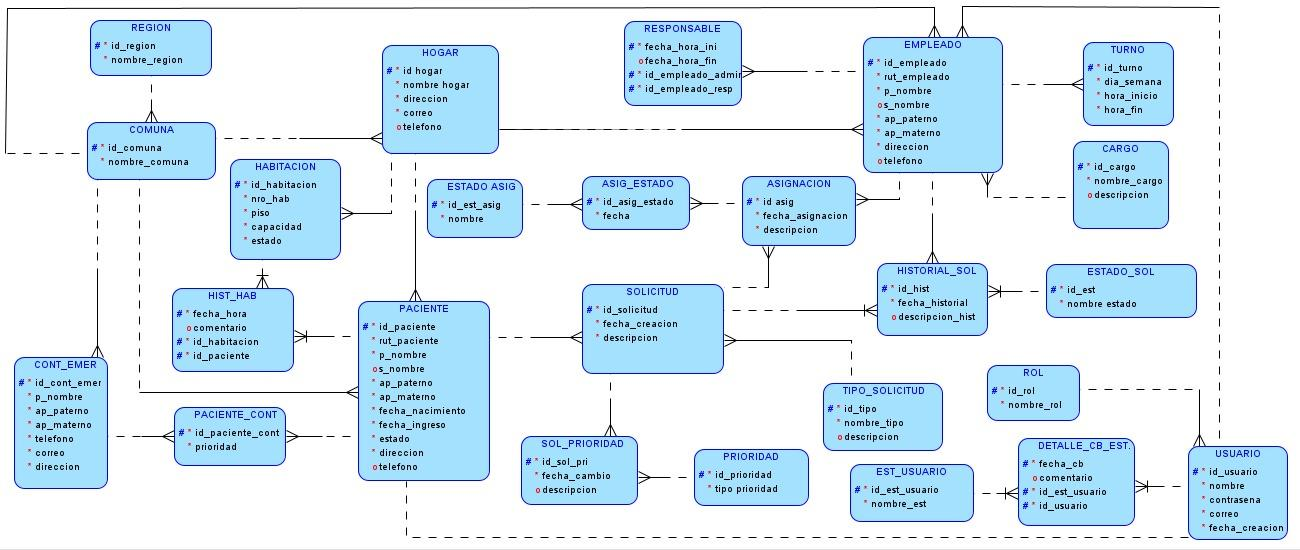 REGION
# * id_region
* nombre_region
HOGAR
# * id hogar
* nombre hogar
* direccion
* correo
o telefono
RESPONSABLE
# * fecha_hora_ini
o fecha_hora_fin
# * id_empleado_admin
# * id_empleado_resp
EMPLEADO
# * id_empleado
* rut_empleado
* p_nombre
o s_nombre
* ap_paterno
* ap_materno
* direccion
o telefono
TURNO
# * id_turno
* dia_semana
* hora_inicio
* hora_fin
COMUNA
# * id_comuna
* nombre_comuna
HABITACION
# * id_habitacion
* nro_hab
* piso
* capacidad
* estado
ESTADO ASIG
# * id_est_asig
* nombre
ASIG_ESTADO
# * id_asig_estado
* fecha
ASIGNACION
# * id asig
* fecha_asignacion
* descripcion
CARGO
# * id_cargo
* nombre_cargo
o descripcion
HIST_HAB
# * fecha_hora
o comentario
# * id_habitacion
# * id_paciente
PACIENTE
# * id_paciente
* rut_paciente
* p_nombre
o s_nombre
* ap_paterno
* ap_materno
* fecha_nacimiento
* fecha_ingreso
* estado
* direccion
o telefono
SOLICITUD
# * id_solicitud
* fecha_creacion
* descripcion
HISTORIAL_SOL
# * id_hist
* fecha_historial
o descripcion_hist
ESTADO_SOL
# * id_est
* nombre estado
CONT_EMER
# * id_cont_emer
* p_nombre
* ap_paterno
* ap_materno
* telefono
* correo
* direccion
PACIENTE_CONT
# * id_paciente_cont
* prioridad
TIPO_SOLICITUD
# * id_tipo
* nombre_tipo
o descripcion
ROL
# * id_rol
* nombre_rol
SOL_PRIORIDAD
# * id_sol_pri
* fecha_cambio
o descripcion
PRIORIDAD
# * id_prioridad
* tipo prioridad
EST_USUARIO
# * id_est_usuario
* nombre_est
DETALLE_CB_EST.
# * fecha_cb
o comentario
# * id_est_usuario
# * id_usuario
USUARIO
# * id_usuario
* nombre
* contrasena
* correo
* fecha_creacion